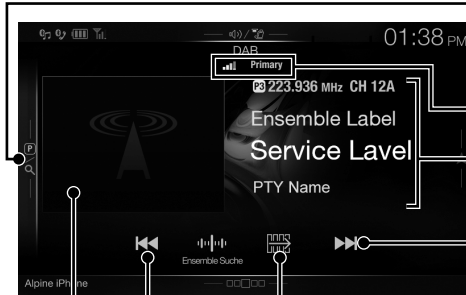 01:38 PM
DAB
Primary
P3 223.936 MHz CH 12A
Ensemble Label
Service Lavel
PTY Name
P
Ensemble Suche
Alpine iPhone